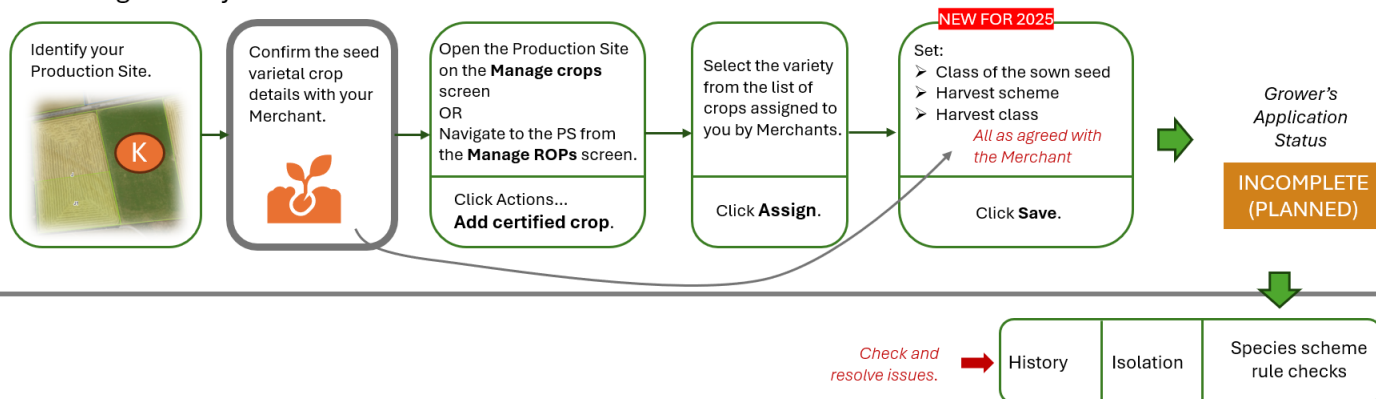 NEW FOR 2025
Identify your
Production Site.
K
Confirm the seed
varietal crop
details with your
Merchant.
Open the Production Site
on the Manage crops
screen
OR
Navigate to the PS from
the Manage ROPs screen.
Click Actions...
Add certified crop.
Select the variety
from the list of
crops assigned to
you by Merchants.
Click Assign.
Set:
➢ Class of the sown seed
➢ Harvest scheme
➢ Harvest class
All as agreed with
the Merchant
Click Save.
Grower's
Application
Status
INCOMPLETE
(PLANNED)
Check and
resolve issues.
History
Isolation
Species scheme
rule checks